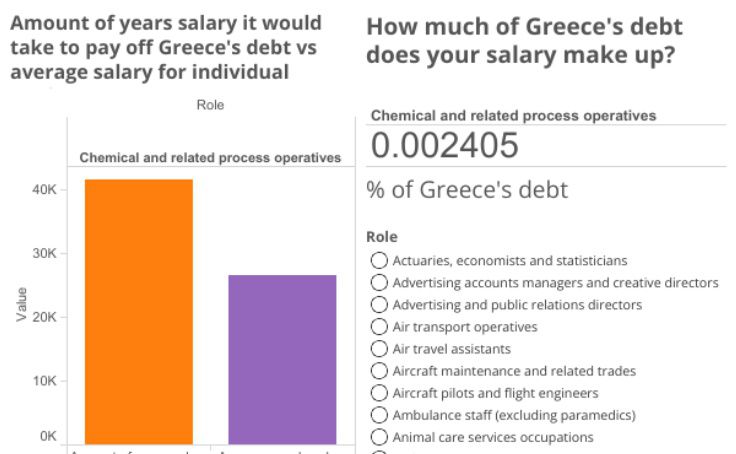 Amount of years salary it would
take to pay off Greece's debt vs
average salary for individual
How much of Greece's debt
does your salary make up?
Role
Chemical and related process operatives
40K
30K
20K
10K
0K
Value
Chemical and related process operatives
0.002405
% of Greece's debt
Role
Actuaries, economists and statisticians
Advertising accounts managers and creative directors
Advertising and public relations directors
Air transport operatives
Air travel assistants
Aircraft maintenance and related trades
Aircraft pilots and flight engineers
Ambulance staff (excluding paramedics)
Animal care services occupations